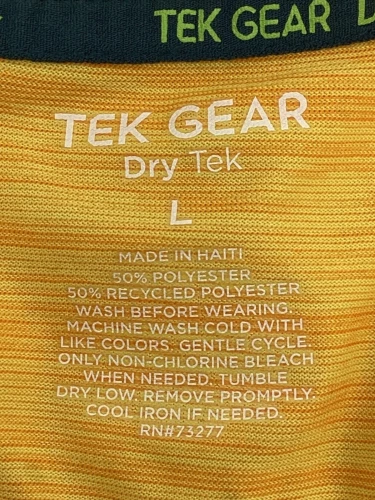 TEK GEAR
TEK GEAR
Dry Tek
L
MADE IN HAITI
50% POLYESTER
50% RECYCLED POLYESTER
WASH BEFORE WEARING.
MACHINE WASH COLD WITH
LIKE COLORS, GENTLE CYCLE.
ONLY NON-CHLORINE BLEACH
WHEN NEEDED. TUMBLE
DRY LOW. REMOVE PROMPTLY.
COOL IRON IF NEEDED.
RN#73277